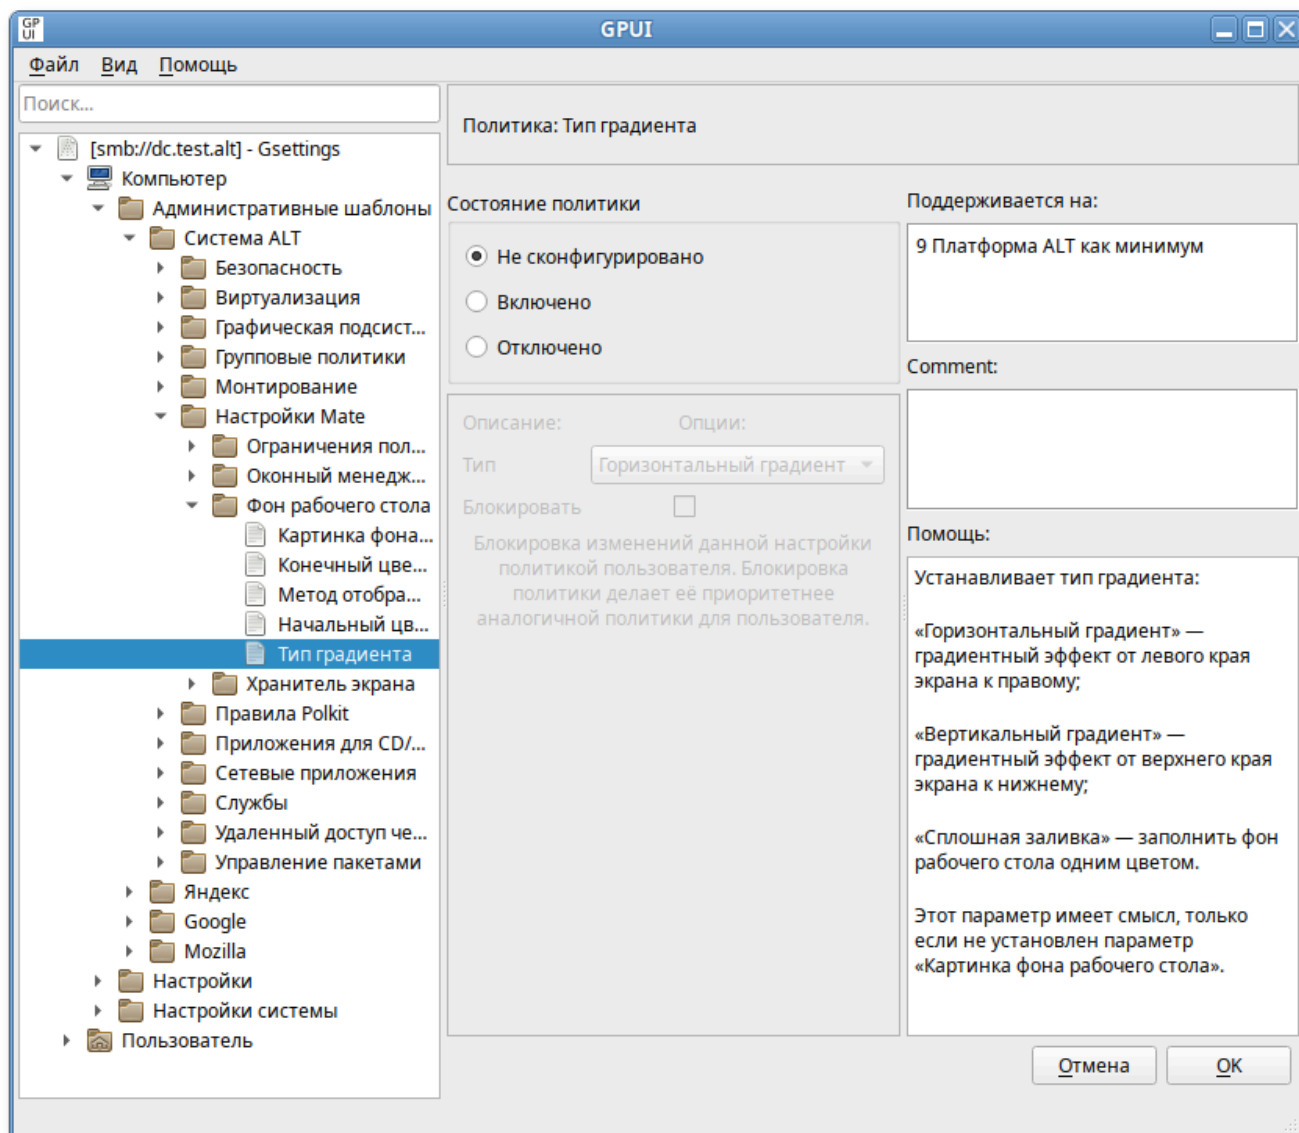 GP
UI
GPUI
Файл Вид Помощь
Поиск...
[smb://dc.test.alt] - Gsettings
Компьютер
Административные шаблоны
Система ALT
Безопасность
Виртуализация
Графическая подсист...
Групповые политики
Монтирование
Настройки Mate
Ограничения пол...
Оконный менедж...
Фон рабочего стола
Картинка фона...
Конечный цве...
Метод отобра...
Начальный цв...
Тип градиента
Хранитель экрана
Правила Polkit
Приложения для CD/...
Сетевые приложения
Службы
Удаленный доступ че...
Управление пакетами
Яндекс
Google
Mozilla
Настройки
Настройки системы
Пользователь
Политика: Тип градиента
Состояние политики
Не сконфигурировано
Включено
Отключено
Описание: Опции:
Тип Горизонтальный градиент
Блокировать
Блокировка изменений данной настройки
политикой пользователя. Блокировка
политики делает её приоритетнее
аналогичной политики для пользователя.
Поддерживается на:
9 Платформа ALT как минимум
Comment:
Помощь:
Устанавливает тип градиента:
«Горизонтальный градиент» —
градиентный эффект от левого края
экрана к правому;
«Вертикальный градиент» —
градиентный эффект от верхнего края
экрана к нижнему;
«Сплошная заливка» — заполнить фон
рабочего стола одним цветом.
Этот параметр имеет смысл, только
если не установлен параметр
«Картинка фона рабочего стола».
Отмена OK